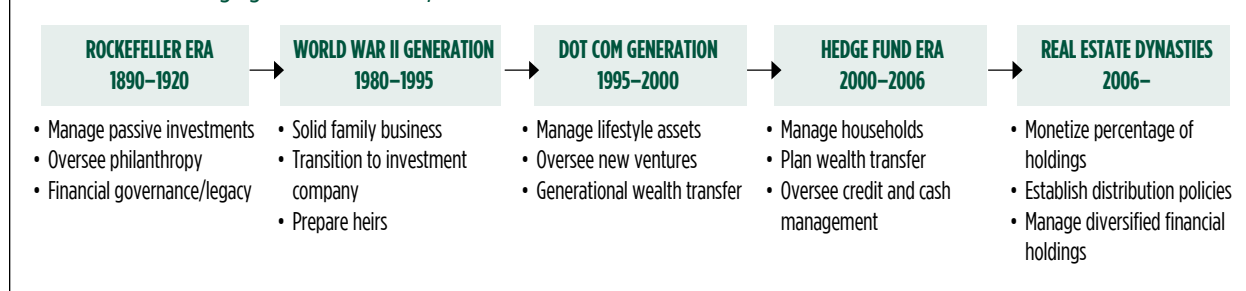 ROCKEFELLER ERA
1890–1920
• Manage passive investments
• Oversee philanthropy
• Financial governance/legacy
WORLD WAR II GENERATION
1980–1995
• Solid family business
• Transition to investment
company
• Prepare heirs
DOT COM GENERATION
1995–2000
• Manage lifestyle assets
• Oversee new ventures
• Generational wealth transfer
HEDGE FUND ERA
2000–2006
• Manage households
• Plan wealth transfer
• Oversee credit and cash
management
REAL ESTATE DYNASTIES
2006–
• Monetize percentage of
holdings
• Establish distribution policies
• Manage diversified financial
holdings